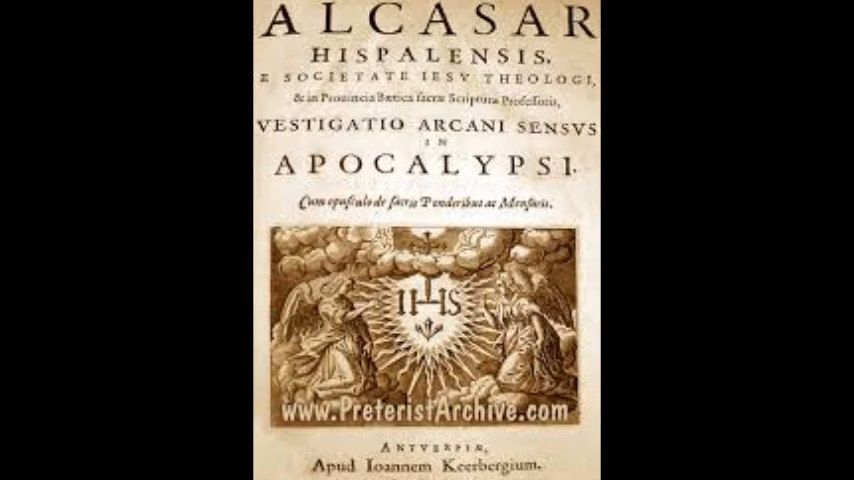 ALCASAR
HISPALENSIS,
E SOCIETATE IESV THEOLOGI,
& in Prouincia Bætica sacræ Scripturæ Professoris,
VESTIGATIO ARCANI SENSVS
IN
APOCALYPSI.
Cum opusculo de sacris Ponderibus ac Mensuris.
IHS
www.PreteristArchive.com
ANTVERPIÆ,
Apud Ioannem Keerbergium.